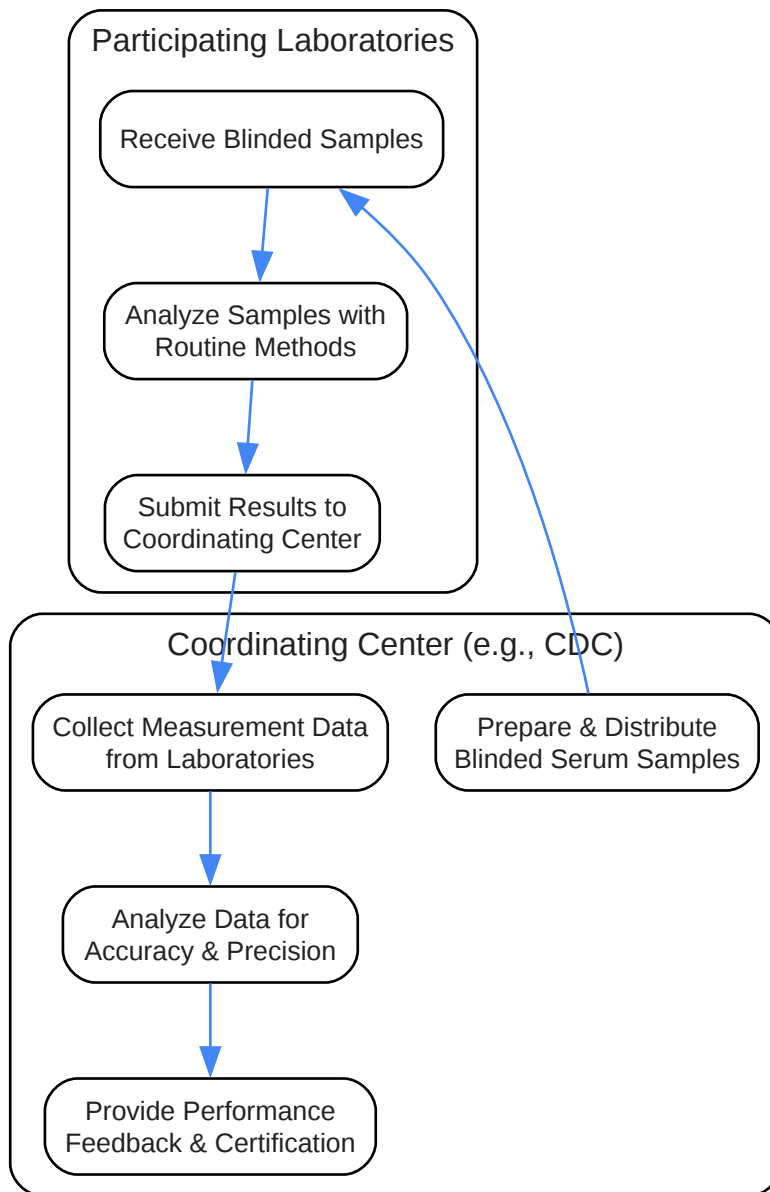 Participating Laboratories
Receive Blinded Samples
Analyze Samples with
Routine Methods
Submit Results to
Coordinating Center
Coordinating Center (e.g., CDC)
Collect Measurement Data
from Laboratories
Prepare & Distribute
Blinded Serum Samples
Analyze Data for
Accuracy & Precision
Provide Performance
Feedback & Certification